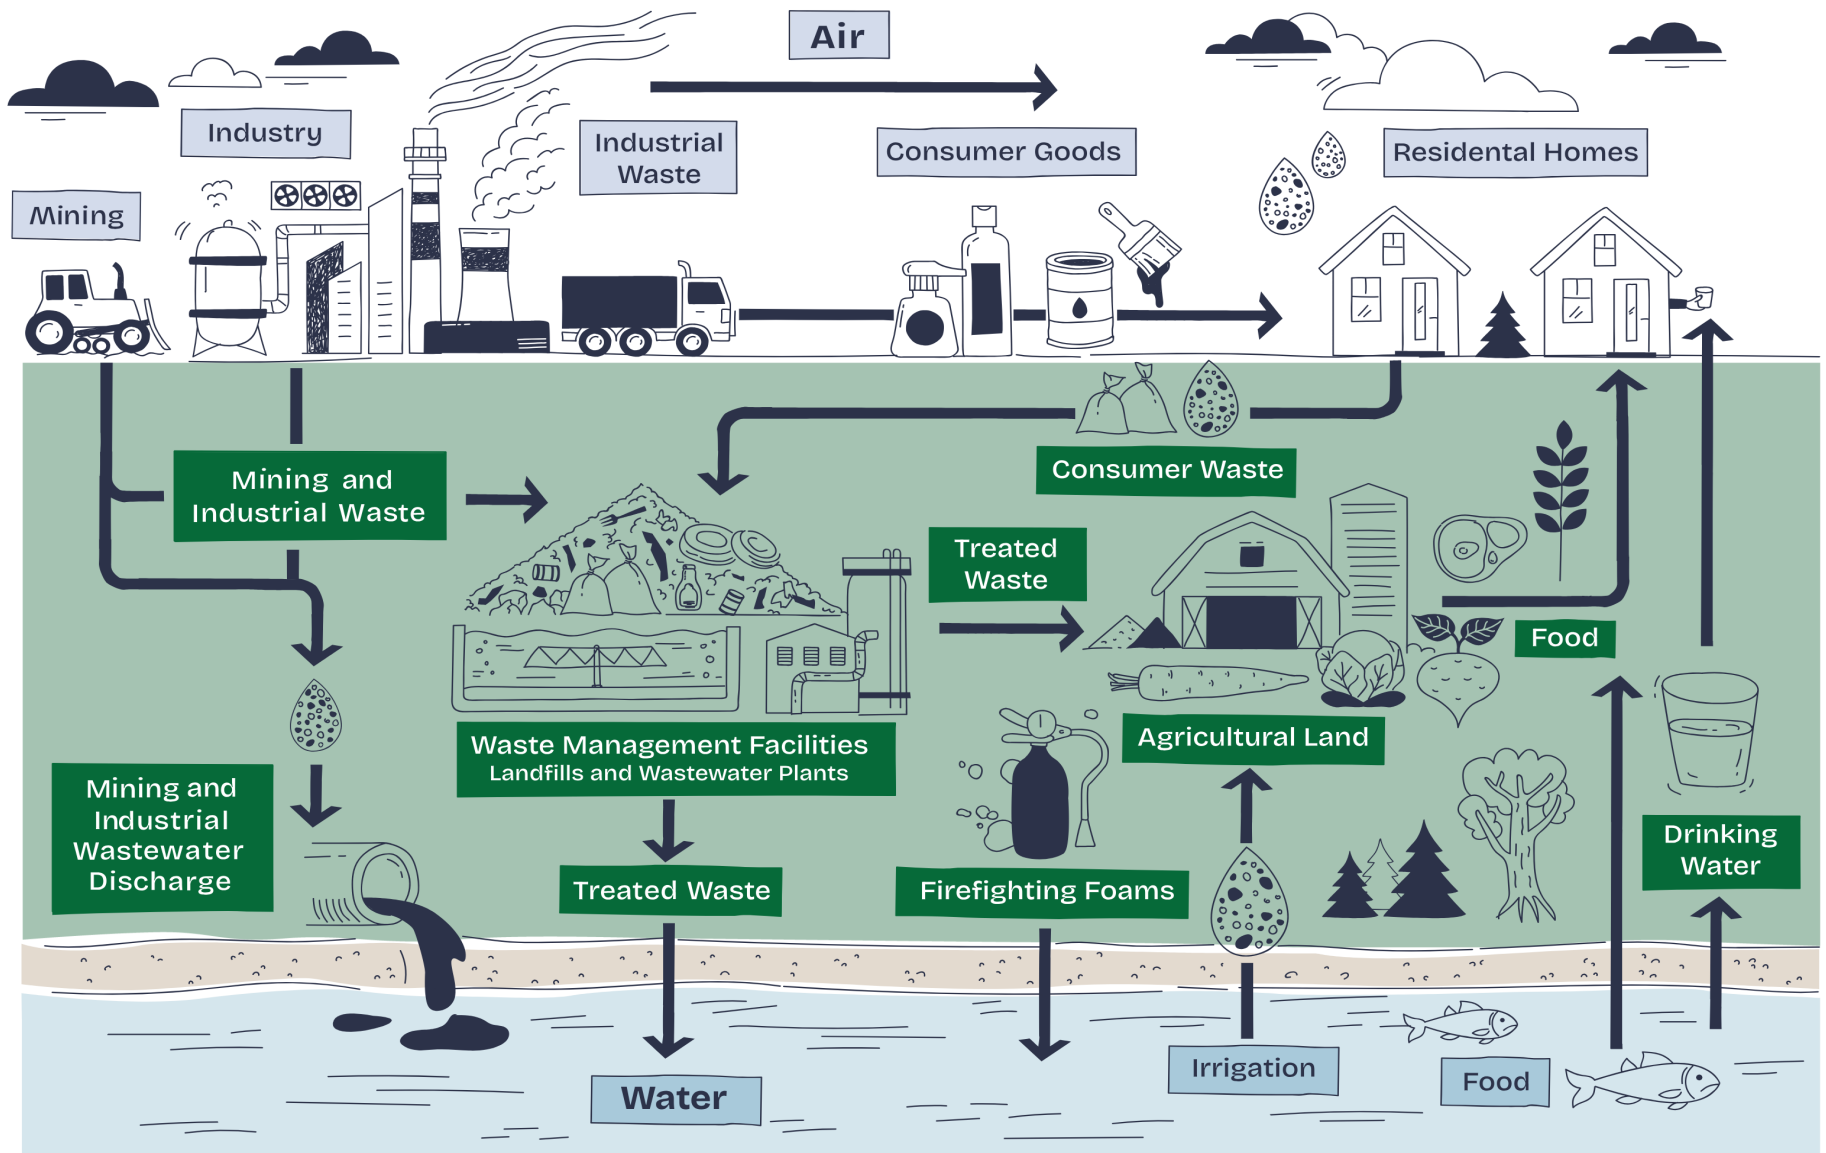 Air
Industry
Industrial
Waste
Consumer Goods
Residental Homes
Mining
Consumer Waste
Mining and
Industrial Waste
Treated
Waste
Food
Agricultural Land
Waste Management Facilities
Landfills and Wastewater Plants
Mining and
Industrial
Wastewater
Discharge
Drinking
Water
Treated Waste
Firefighting Foams
Irrigation
Food
Water